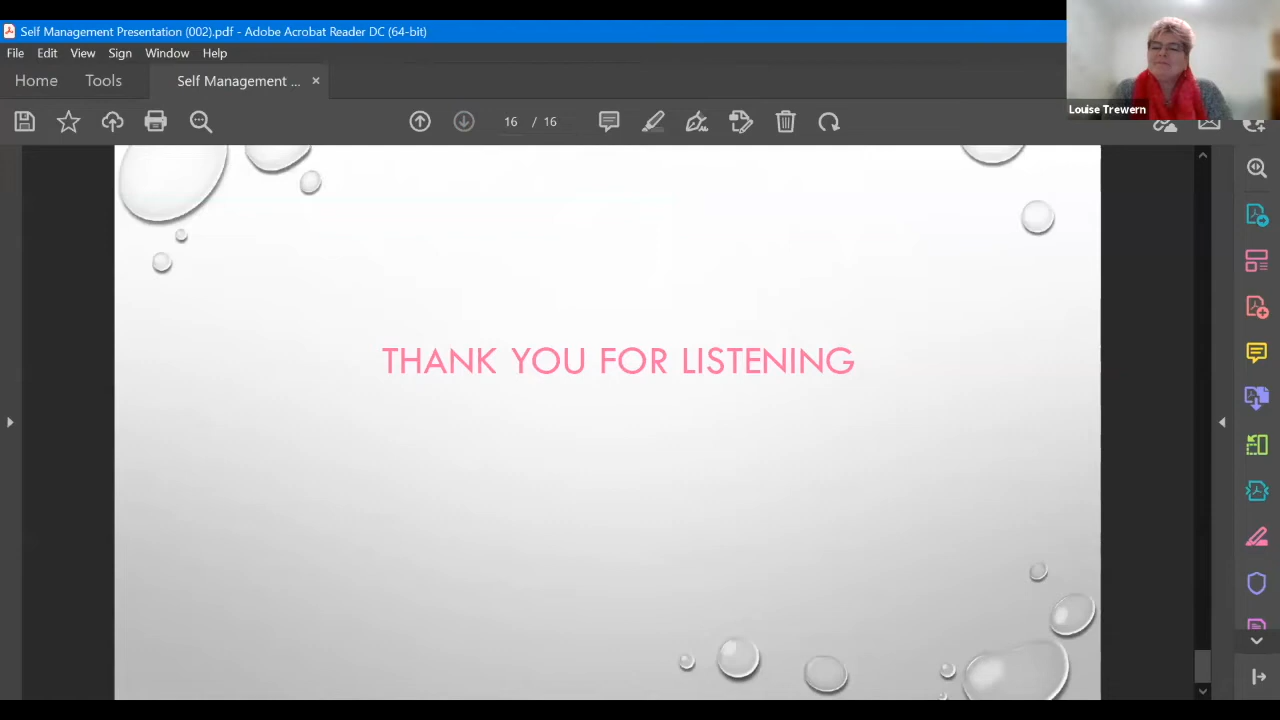 Self Management Presentation (002).pdf - Adobe Acrobat Reader DC (64-bit)
File Edit View Sign Window Help
Home Tools Self Management ... ×
16 / 16
Louise Trewern
THANK YOU FOR LISTENING